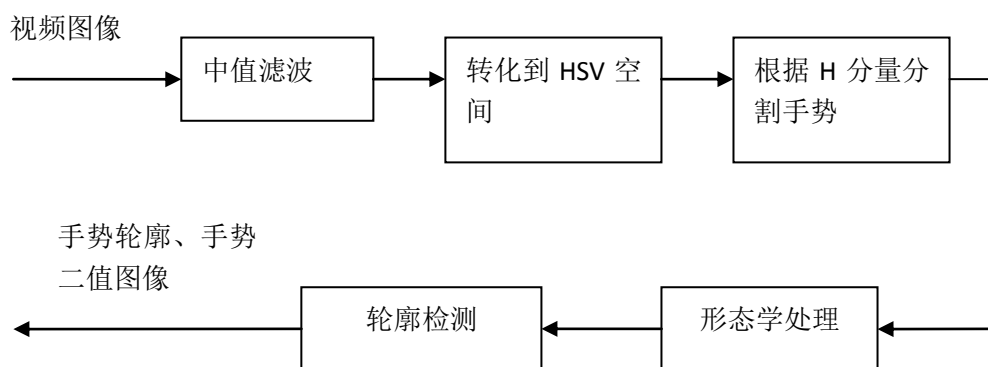 视频图像
中值滤波
转化到 HSV 空
间
根据 H 分量分
割手势
手势轮廓、手势
二值图像
轮廓检测
形态学处理